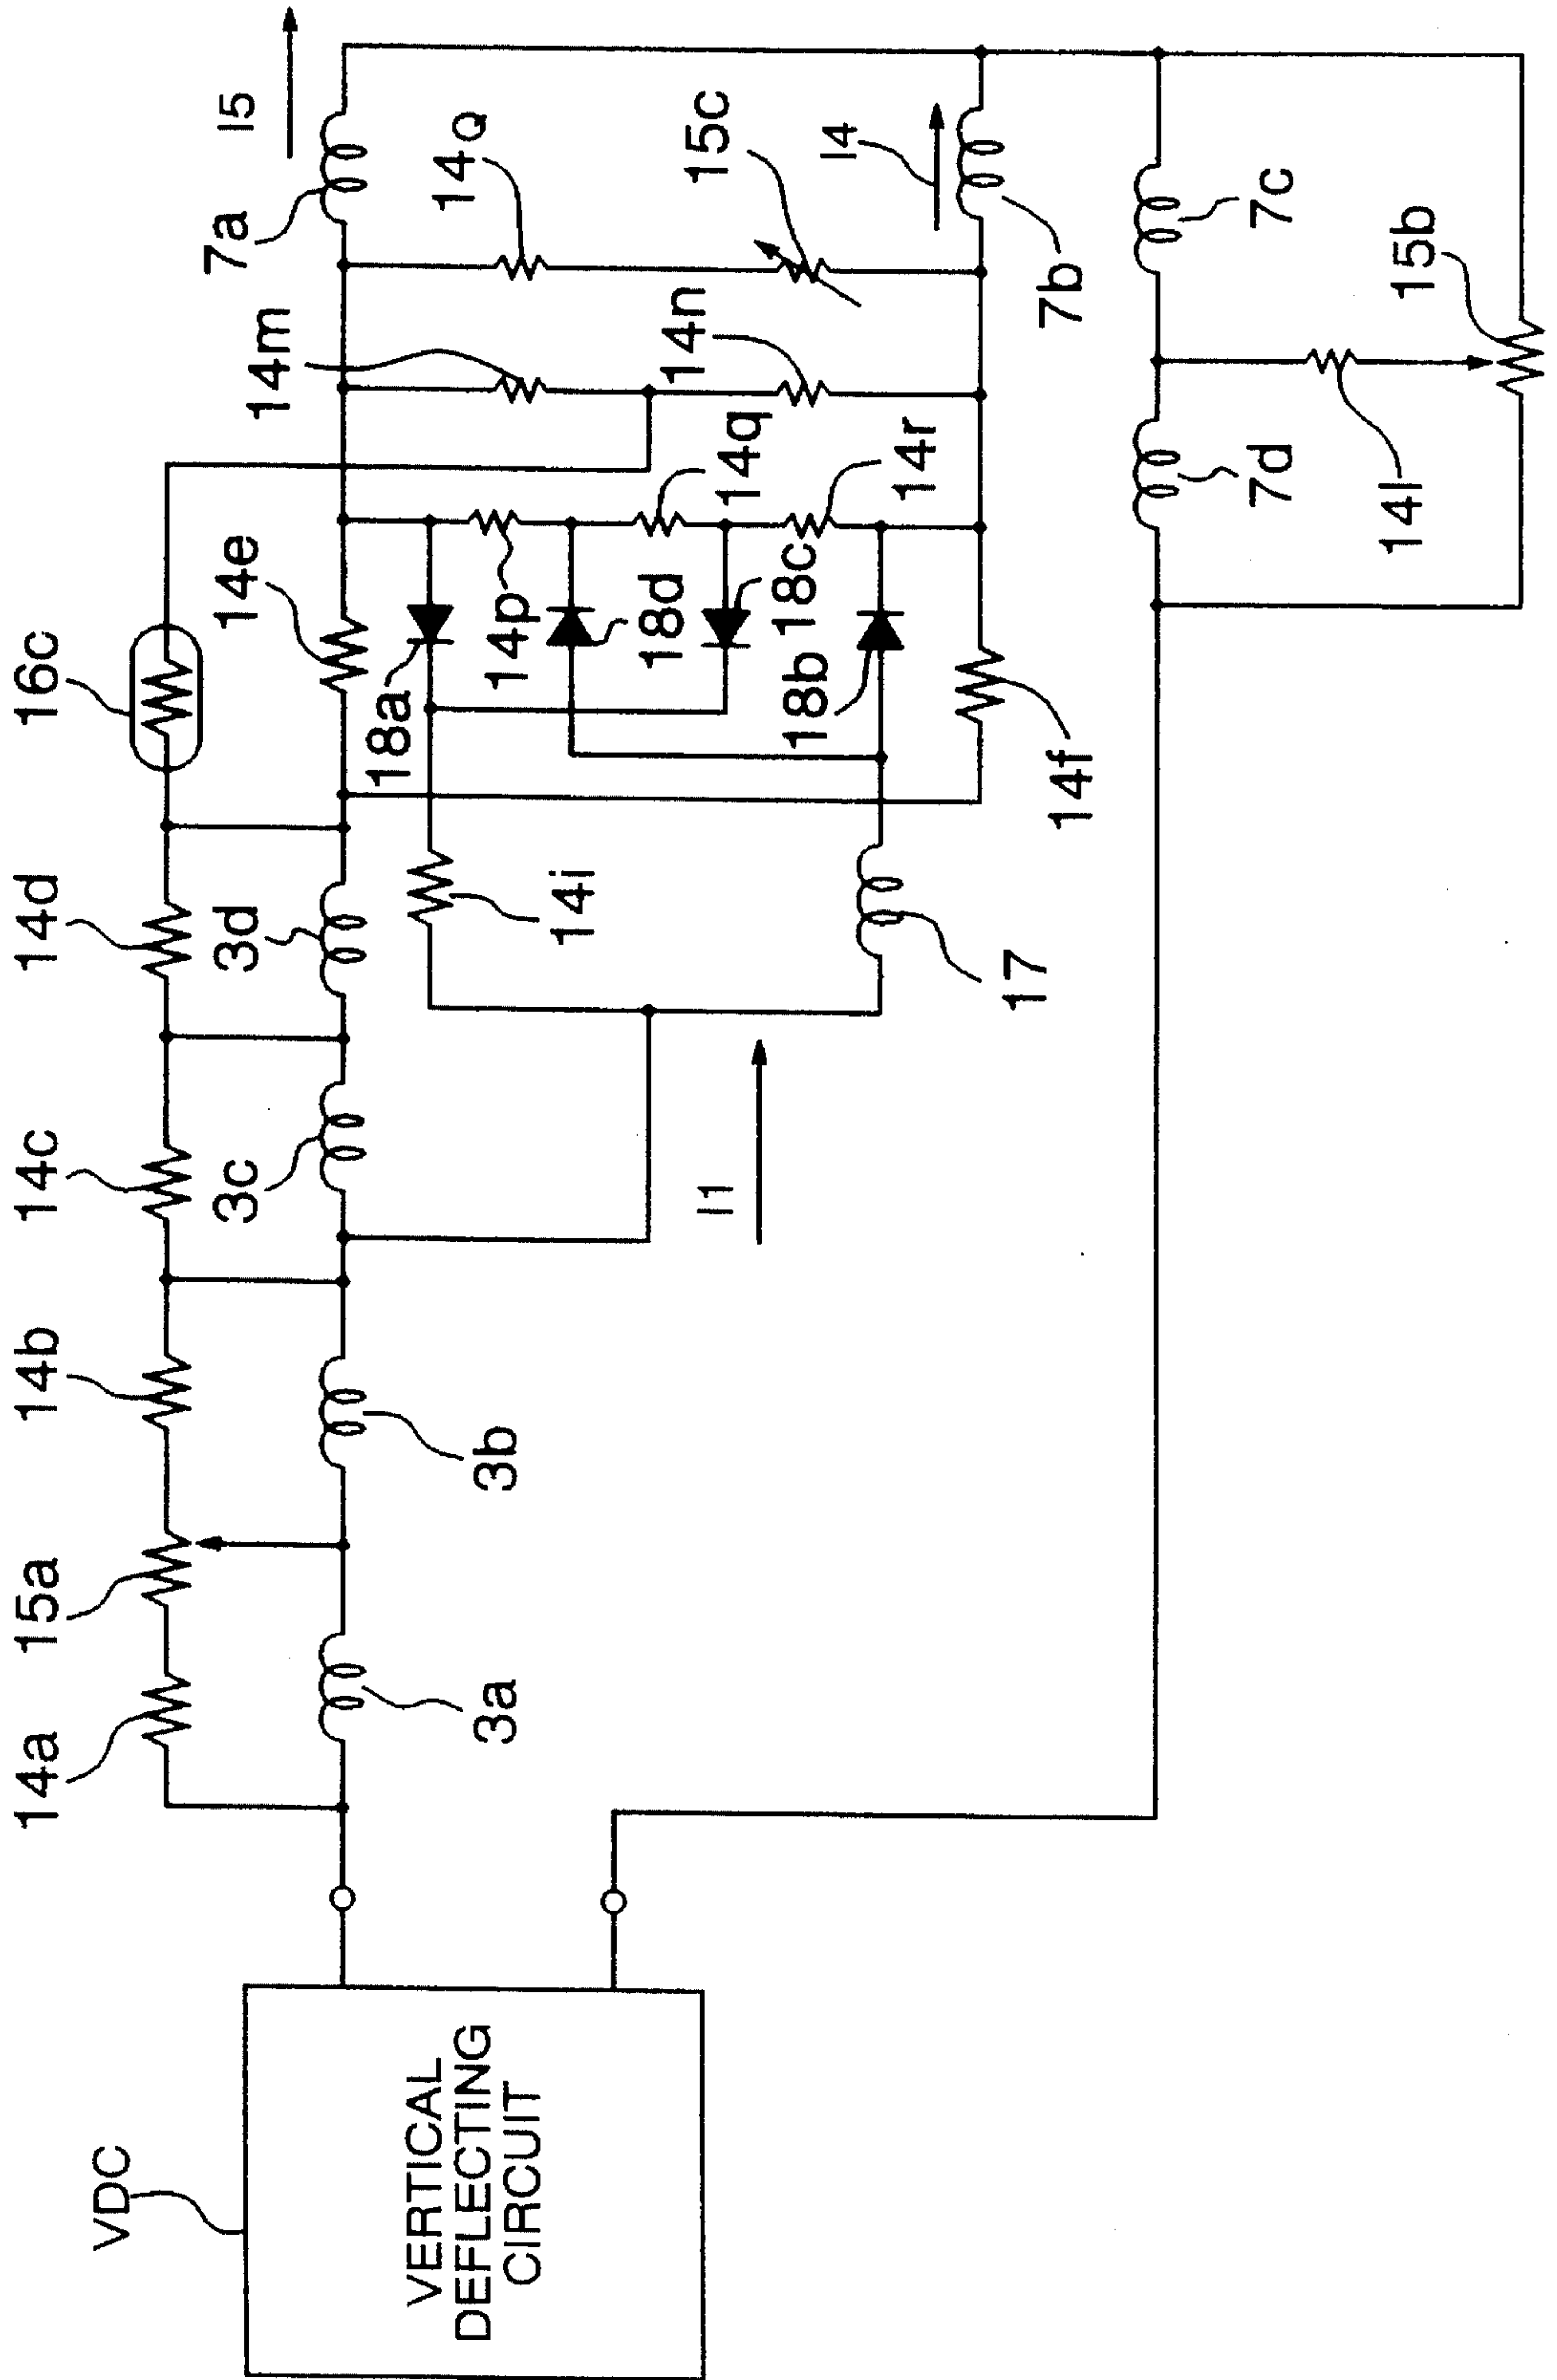 VDC
VERTICAL
DEFLECTING
CIRCUIT
14a
15a
14b
14c
14d
16c
3a
3b
3c
3d
14e
7a
I5
14m
14Q
15c
14n
I4
7b
18a
14p
14q
18d
18c
14r
18b
14i
17
14f
I1
7d
7c
14l
15b